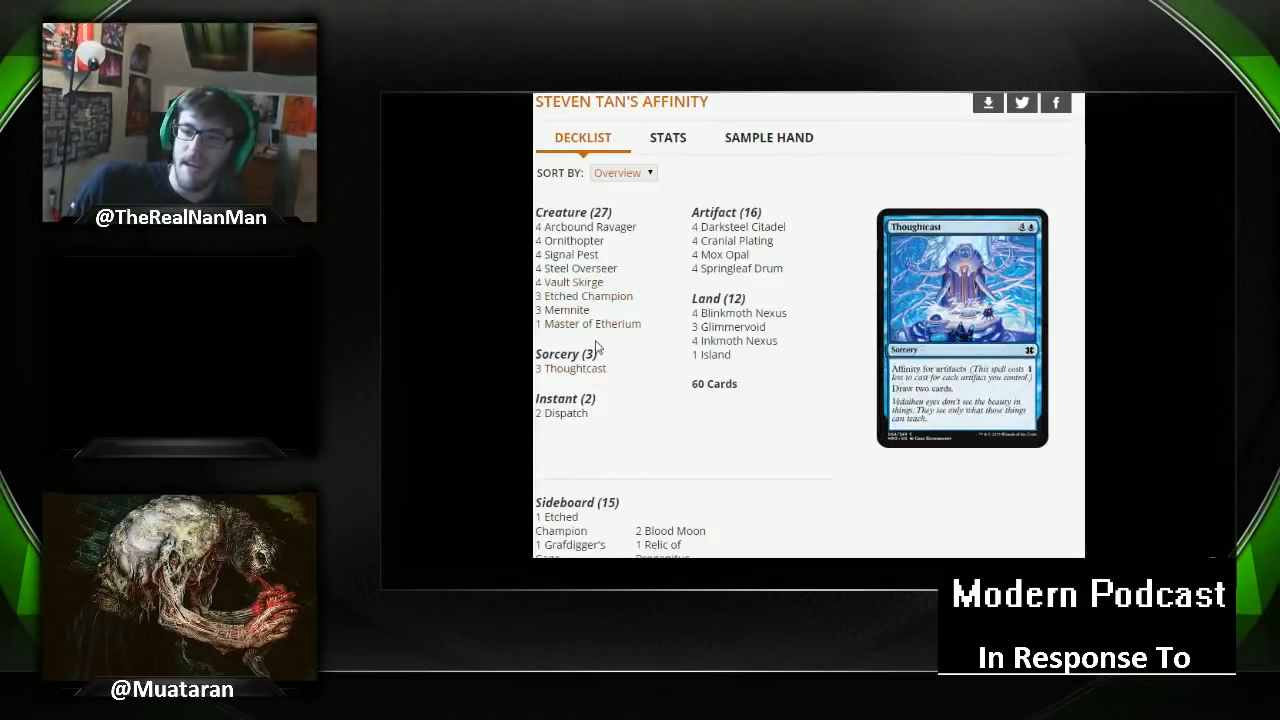 @TheRealNanMan
@Muataran
STEVEN TAN'S AFFINITY
DECKLIST
STATS
SAMPLE HAND
SORT BY: Overview
Creature (27)
4 Arcbound Ravager
4 Ornithopter
4 Signal Pest
4 Steel Overseer
4 Vault Skirge
3 Etched Champion
3 Memnite
1 Master of Etherium
Sorcery (3)
3 Thoughtcast
Instant (2)
2 Dispatch
Artifact (16)
4 Darksteel Citadel
4 Cranial Plating
4 Mox Opal
4 Springleaf Drum
Land (12)
4 Blinkmoth Nexus
3 Glimmervoid
4 Inkmoth Nexus
1 Island
60 Cards
Thoughtcast 4
Sorcery
Affinity for artifacts (This spell costs 1
less to cast for each artifact you control.)
Draw two cards.
Vedalken eyes don't see the beauty in
things. They see only what those things
can teach.
Sideboard (15)
1 Etched
Champion
1 Grafdigger's
Cage
2 Blood Moon
1 Relic of
Progenitus
Modern Podcast
In Response To